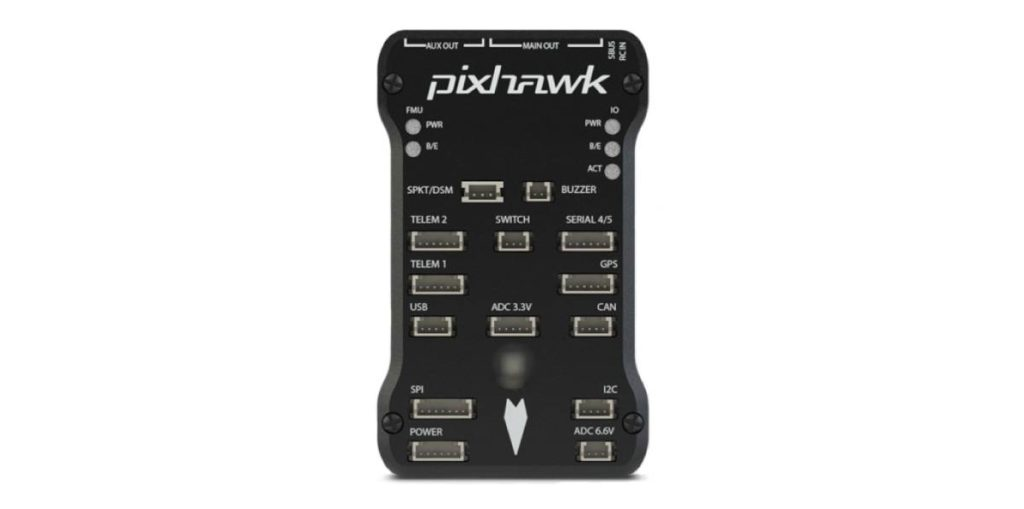 AUX OUT MAIN OUT SBUS
RC IN
pixhawk
FMU IO
PWR PWR
B/E B/E
ACT
SPKT/DSM BUZZER
TELEM 2 SWITCH SERIAL 4/5
TELEM 1 GPS
USB ADC 3.3V CAN
SPI I2C
POWER ADC 6.6V